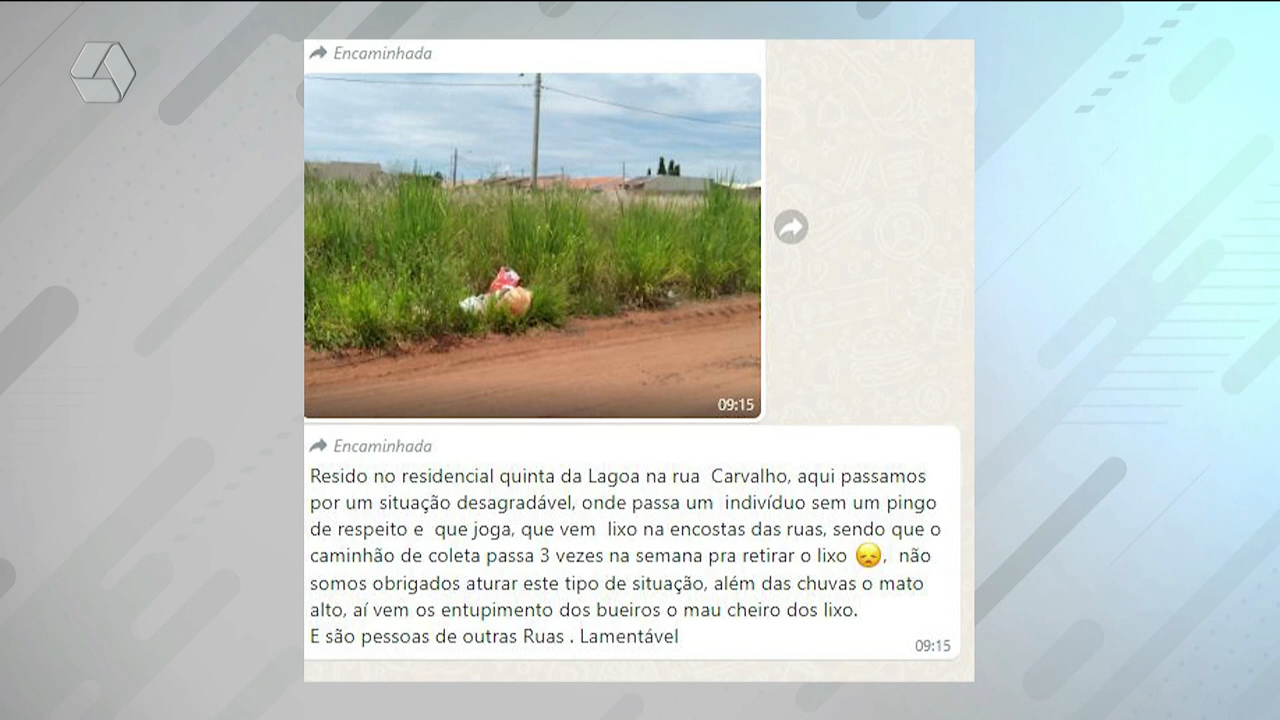 Encaminhada
09:15
Encaminhada
Resido no residencial quinta da Lagoa na rua Carvalho, aqui passamos
por um situação desagradável, onde passa um indivíduo sem um pingo
de respeito e que joga, que vem lixo na encostas das ruas, sendo que o
caminhão de coleta passa 3 vezes na semana pra retirar o lixo 😞, não
somos obrigados aturar este tipo de situação, além das chuvas o mato
alto, aí vem os entupimento dos bueiros o mau cheiro dos lixo.
E são pessoas de outras Ruas . Lamentável
09:15